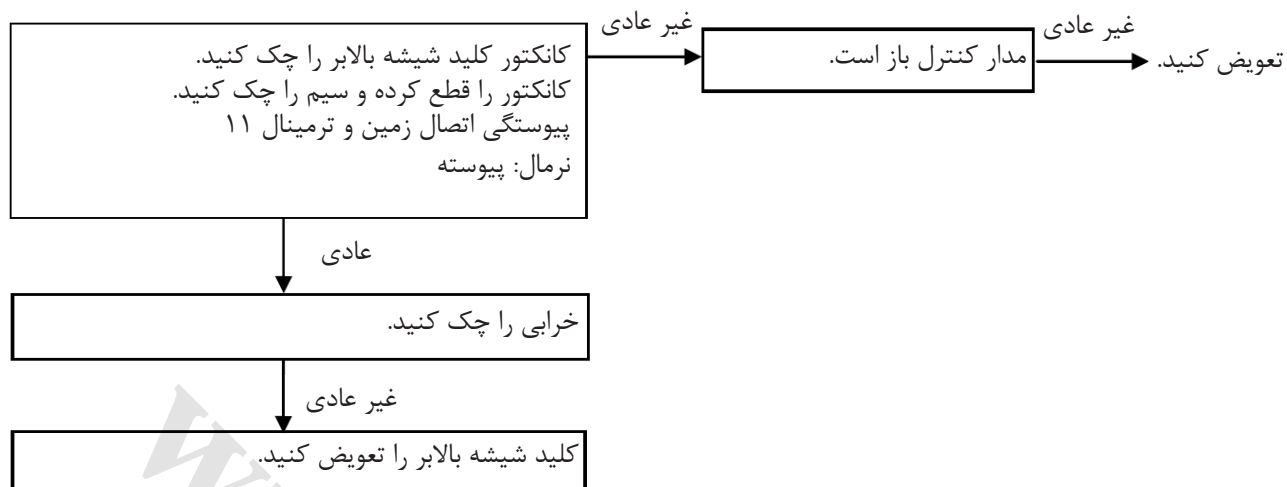 کانکتور کلید شیشه بالابر را چک کنید.
کانکتور را قطع کرده و سیم را چک کنید.
پیوستگی اتصال زمین و ترمینال ۱۱
نرمال: پیوسته
غیر عادی
مدار کنترل باز است.
غیر عادی
تعویض کنید.
عادی
خرابی را چک کنید.
غیر عادی
کلید شیشه بالابر را تعویض کنید.